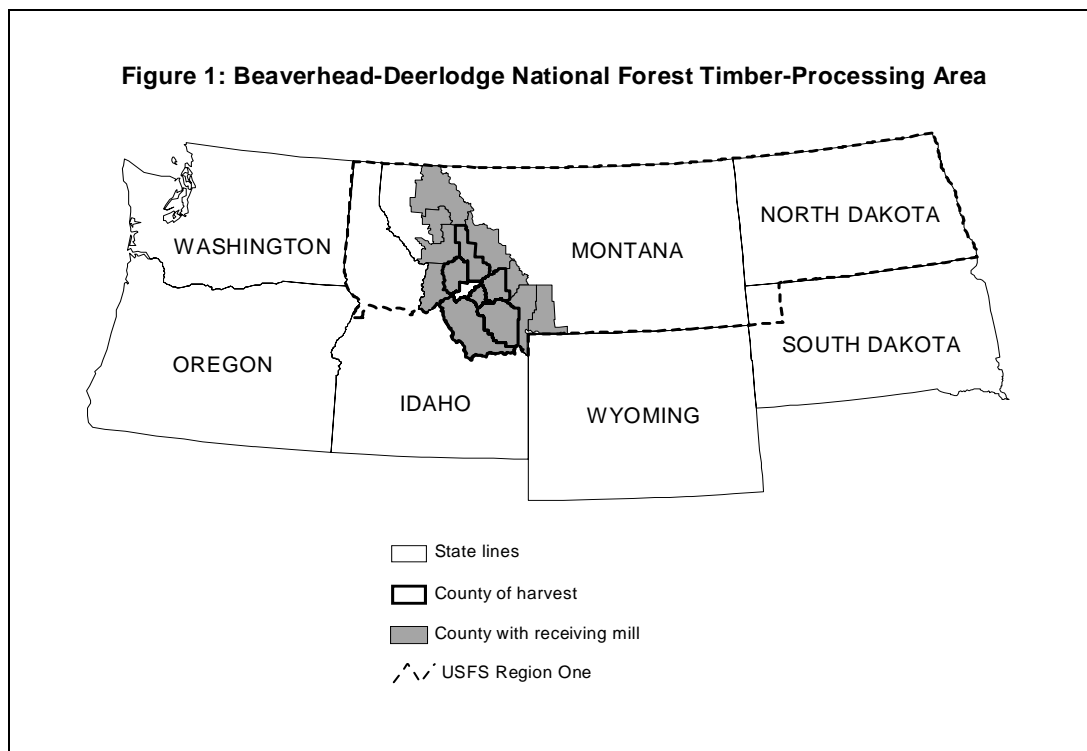 Figure 1: Beaverhead-Deerlodge National Forest Timber-Processing Area
NORTH DAKOTA
WASHINGTON
MONTANA
SOUTH DAKOTA
OREGON
IDAHO
WYOMING
State lines
County of harvest
County with receiving mill
USFS Region One